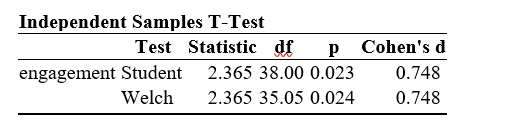 Independent Samples T-Test
Test Statistic df p Cohen's d
engagement Student 2.365 38.00 0.023 0.748
Welch 2.365 35.05 0.024 0.748